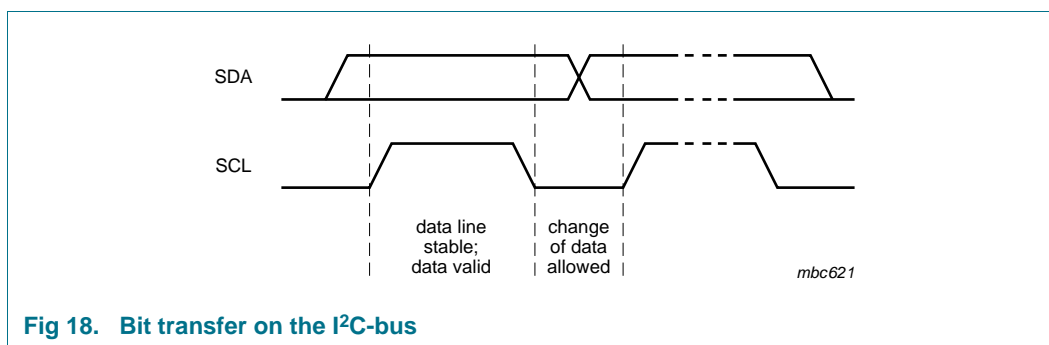 SDA
SCL
data line
stable;
data valid
change
of data
allowed
mbc621
Fig 18. Bit transfer on the I²C-bus